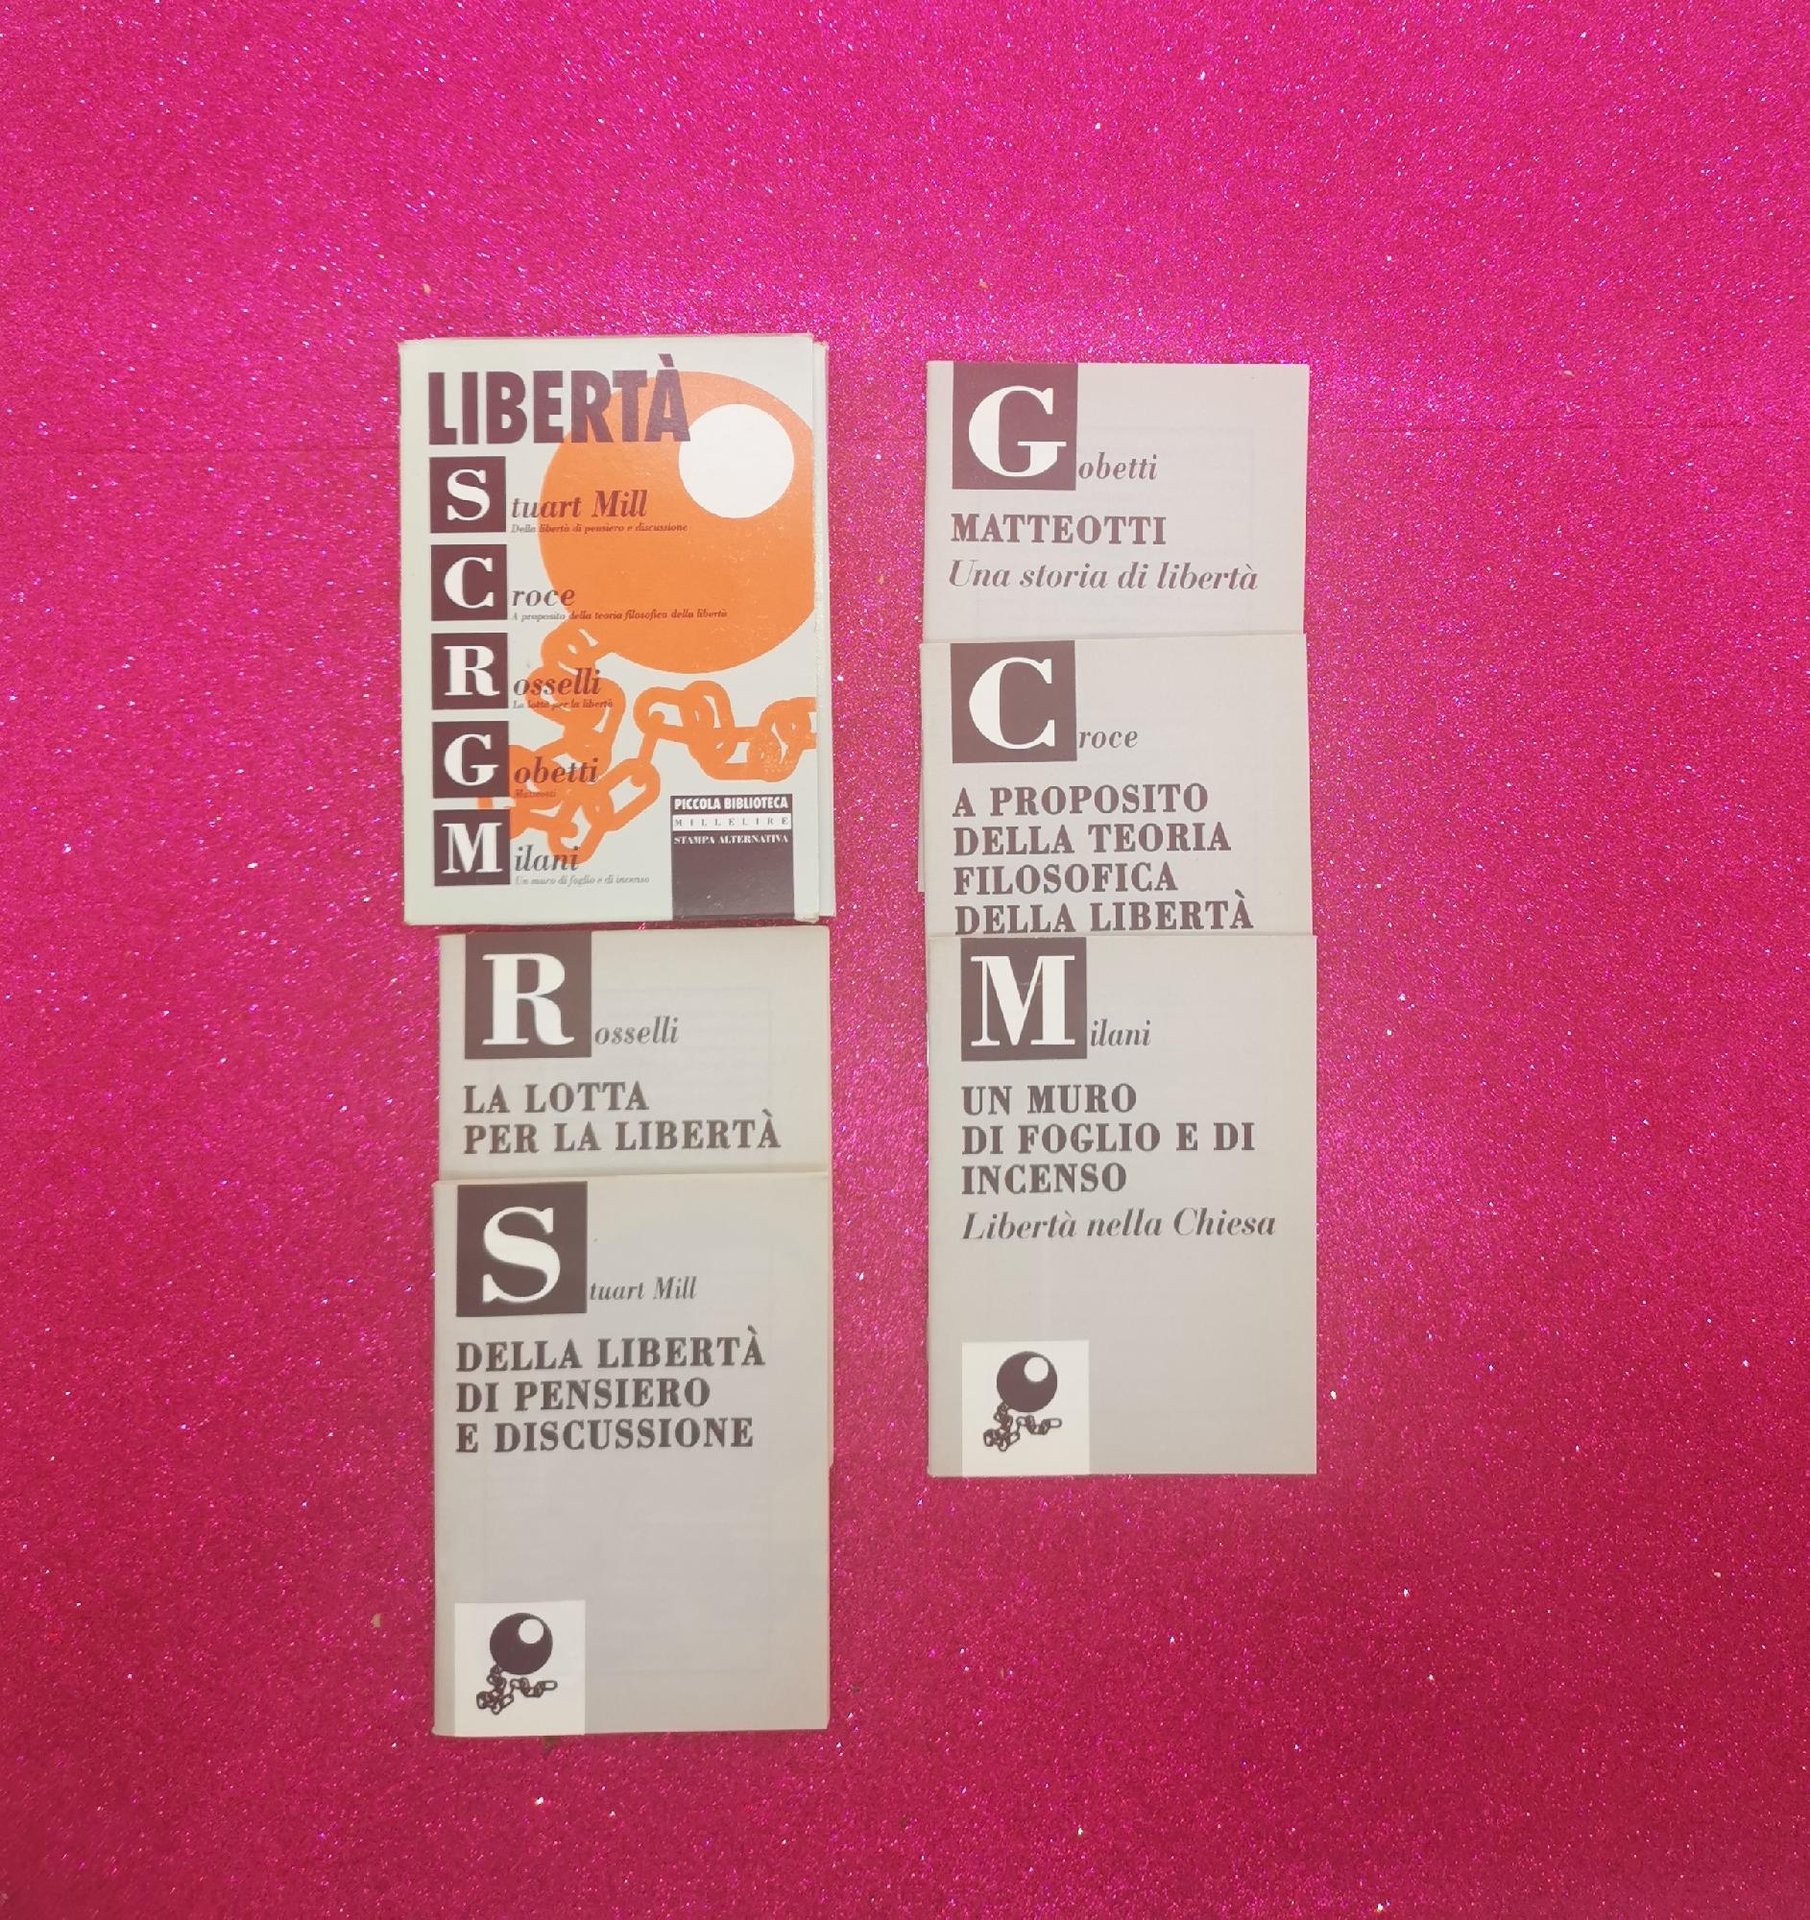 LIBERTÀ
Stuart Mill
Della libertà di pensiero e discussione
Croce
A proposito della teoria filosofica della libertà
Rosselli
La lotta per la libertà
Gobetti
Matteotti
Milani
Un muro di foglio e di incenso
PICCOLA BIBLIOTECA
MILLELIRE
STAMPA ALTERNATIVA
Rosselli
LA LOTTA
PER LA LIBERTÀ
Stuart Mill
DELLA LIBERTÀ
DI PENSIERO
E DISCUSSIONE
Gobetti
MATTEOTTI
Una storia di libertà
Croce
A PROPOSITO
DELLA TEORIA
FILOSOFICA
DELLA LIBERTÀ
Milani
UN MURO
DI FOGLIO E DI
INCENSO
Libertà nella Chiesa